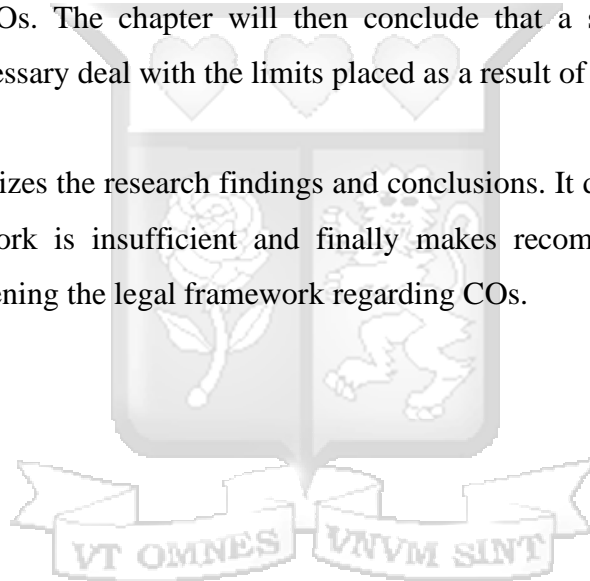 Os. The chapter will then conclude that a s
essary deal with the limits placed as a result of
izes the research findings and conclusions. It d
ork is insufficient and finally makes recom
ening the legal framework regarding COs.
VT OMNES VNVM SINT